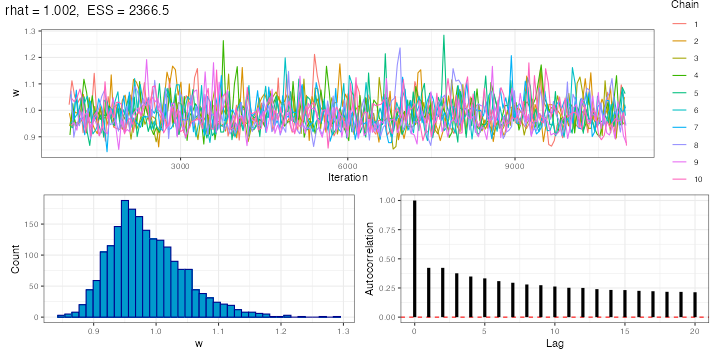 rhat = 1.002,  ESS = 2366.5
Chain
1
2
3
4
5
6
7
8
9
10
w
1.3
1.2
1.1
1.0
0.9
3000 6000 9000
Iteration
Count
150
100
50
0
0.9 1.0 1.1 1.2 1.3
w
Autocorrelation
1.00
0.75
0.50
0.25
0.00
0 5 10 15 20
Lag